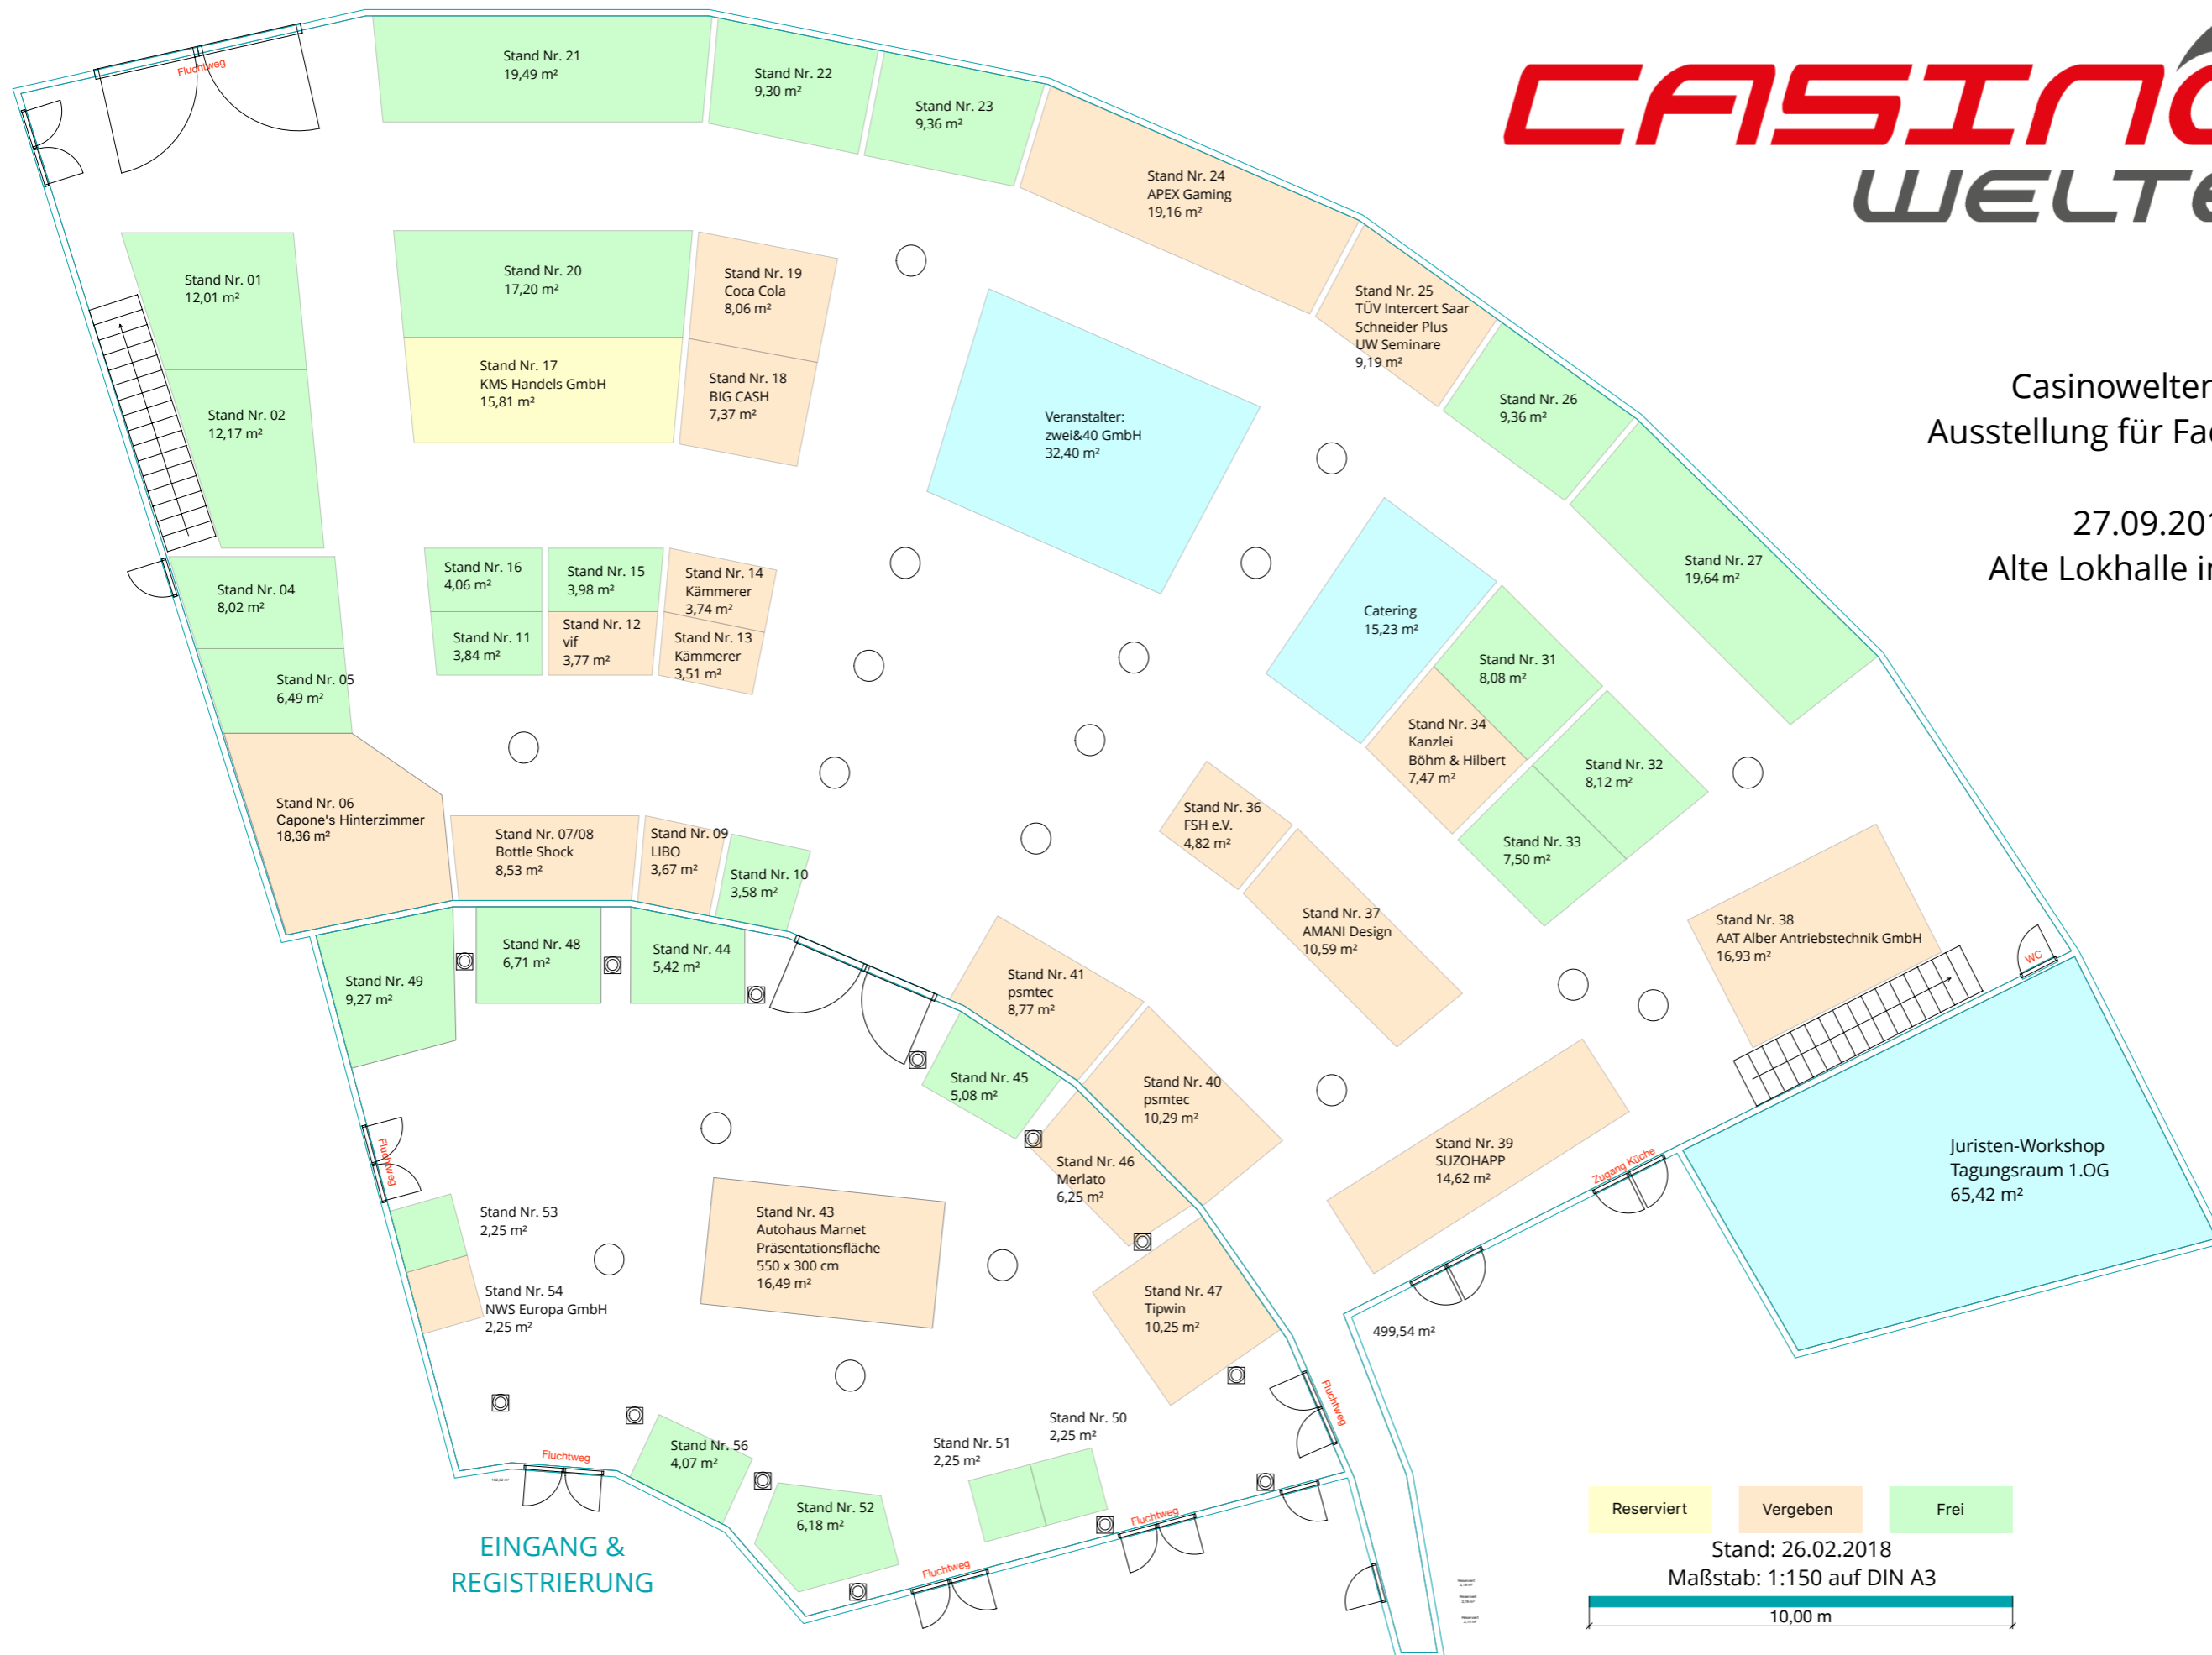 CASINO
WELTE
Casinowelten
Ausstellung für Fac
27.09.201
Alte Lokhalle in
Fluchtweg
Stand Nr. 21
19,49 m²
Stand Nr. 22
9,30 m²
Stand Nr. 23
9,36 m²
Stand Nr. 24
APEX Gaming
19,16 m²
Stand Nr. 25
TÜV Intercert Saar
Schneider Plus
UW Seminare
9,19 m²
Stand Nr. 26
9,36 m²
Stand Nr. 27
19,64 m²
Stand Nr. 01
12,01 m²
Stand Nr. 02
12,17 m²
Stand Nr. 20
17,20 m²
Stand Nr. 17
KMS Handels GmbH
15,81 m²
Stand Nr. 19
Coca Cola
8,06 m²
Stand Nr. 18
BIG CASH
7,37 m²
Veranstalter:
zwei&40 GmbH
32,40 m²
Stand Nr. 04
8,02 m²
Stand Nr. 05
6,49 m²
Stand Nr. 16
4,06 m²
Stand Nr. 15
3,98 m²
Stand Nr. 14
Kämmerer
3,74 m²
Stand Nr. 11
3,84 m²
Stand Nr. 12
vif
3,77 m²
Stand Nr. 13
Kämmerer
3,51 m²
Catering
15,23 m²
Stand Nr. 31
8,08 m²
Stand Nr. 34
Kanzlei
Böhm & Hilbert
7,47 m²
Stand Nr. 32
8,12 m²
Stand Nr. 33
7,50 m²
Stand Nr. 06
Capone's Hinterzimmer
18,36 m²
Stand Nr. 07/08
Bottle Shock
8,53 m²
Stand Nr. 09
LIBO
3,67 m²
Stand Nr. 10
3,58 m²
Stand Nr. 36
FSH e.V.
4,82 m²
Stand Nr. 37
AMANI Design
10,59 m²
Stand Nr. 38
AAT Alber Antriebstechnik GmbH
16,93 m²
WC
Stand Nr. 49
9,27 m²
Stand Nr. 48
6,71 m²
Stand Nr. 44
5,42 m²
Stand Nr. 41
psmtec
8,77 m²
Stand Nr. 45
5,08 m²
Stand Nr. 40
psmtec
10,29 m²
Stand Nr. 46
Merlato
6,25 m²
Stand Nr. 39
SUZOHAPP
14,62 m²
Zugang Küche
Juristen-Workshop
Tagungsraum 1.OG
65,42 m²
Fluchtweg
Stand Nr. 53
2,25 m²
Stand Nr. 54
NWS Europa GmbH
2,25 m²
Stand Nr. 43
Autohaus Marnet
Präsentationsfläche
550 x 300 cm
16,49 m²
Stand Nr. 47
Tipwin
10,25 m²
499,54 m²
Fluchtweg
Stand Nr. 50
2,25 m²
Stand Nr. 51
2,25 m²
Stand Nr. 56
4,07 m²
Stand Nr. 52
6,18 m²
Fluchtweg
Fluchtweg
Fluchtweg
EINGANG &
REGISTRIERUNG
Reserviert
Vergeben
Frei
Stand: 26.02.2018
Maßstab: 1:150 auf DIN A3
10,00 m